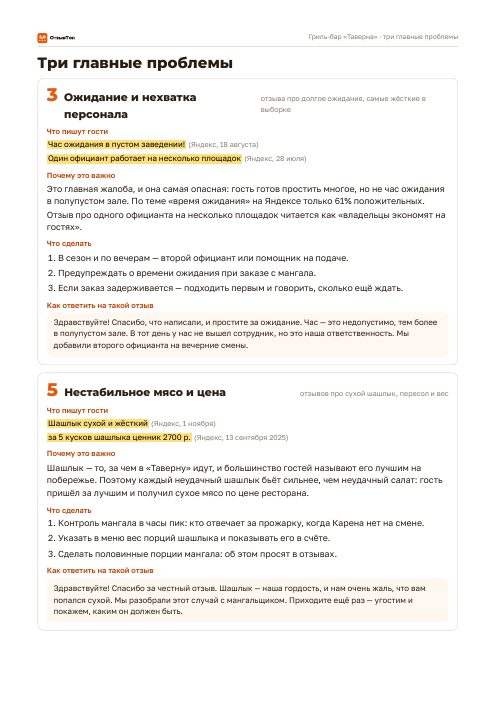 ОтзывТоп
Гриль-бар «Таверна» · три главные проблемы
Три главные проблемы
3 Ожидание и нехватка
персонала
отзыва про долгое ожидание, самые жёсткие в
выборке
Что пишут гости
Час ожидания в пустом заведении! (Яндекс, 18 августа)
Один официант работает на несколько площадок (Яндекс, 28 июля)
Почему это важно
Это главная жалоба, и она самая опасная: гость готов простить многое, но не час ожидания
в полупустом зале. По теме «время ожидания» на Яндексе только 61% положительных.
Отзыв про одного официанта на несколько площадок читается как «владельцы экономят на
гостях».
Что сделать
1. В сезон и по вечерам — второй официант или помощник на подаче.
2. Предупреждать о времени ожидания при заказе с мангала.
3. Если заказ задерживается — подходить первым и говорить, сколько ещё ждать.
Как ответить на такой отзыв
Здравствуйте! Спасибо, что написали, и простите за ожидание. Час — это недопустимо, тем более
в полупустом зале. В тот день у нас не вышел сотрудник, но это наша ответственность. Мы
добавили второго официанта на вечерние смены.
5 Нестабильное мясо и цена
отзывов про сухой шашлык, пересол и вес
Что пишут гости
Шашлык сухой и жёсткий (Яндекс, 1 ноября)
за 5 кусков шашлыка ценник 2700 р. (Яндекс, 13 сентября 2025)
Почему это важно
Шашлык — то, за чем в «Таверну» идут, и большинство гостей называют его лучшим на
побережье. Поэтому каждый неудачный шашлык бьёт сильнее, чем неудачный салат: гость
пришёл за лучшим и получил сухое мясо по цене ресторана.
Что сделать
1. Контроль мангала в часы пик: кто отвечает за прожарку, когда Карена нет на смене.
2. Указать в меню вес порций шашлыка и показывать его в счёте.
3. Сделать половинные порции мангала: об этом просят в отзывах.
Как ответить на такой отзыв
Здравствуйте! Спасибо за честный отзыв. Шашлык — наша гордость, и нам очень жаль, что вам
попался сухой. Мы разобрали этот случай с мангальщиком. Приходите ещё раз — угостим и
покажем, каким он должен быть.